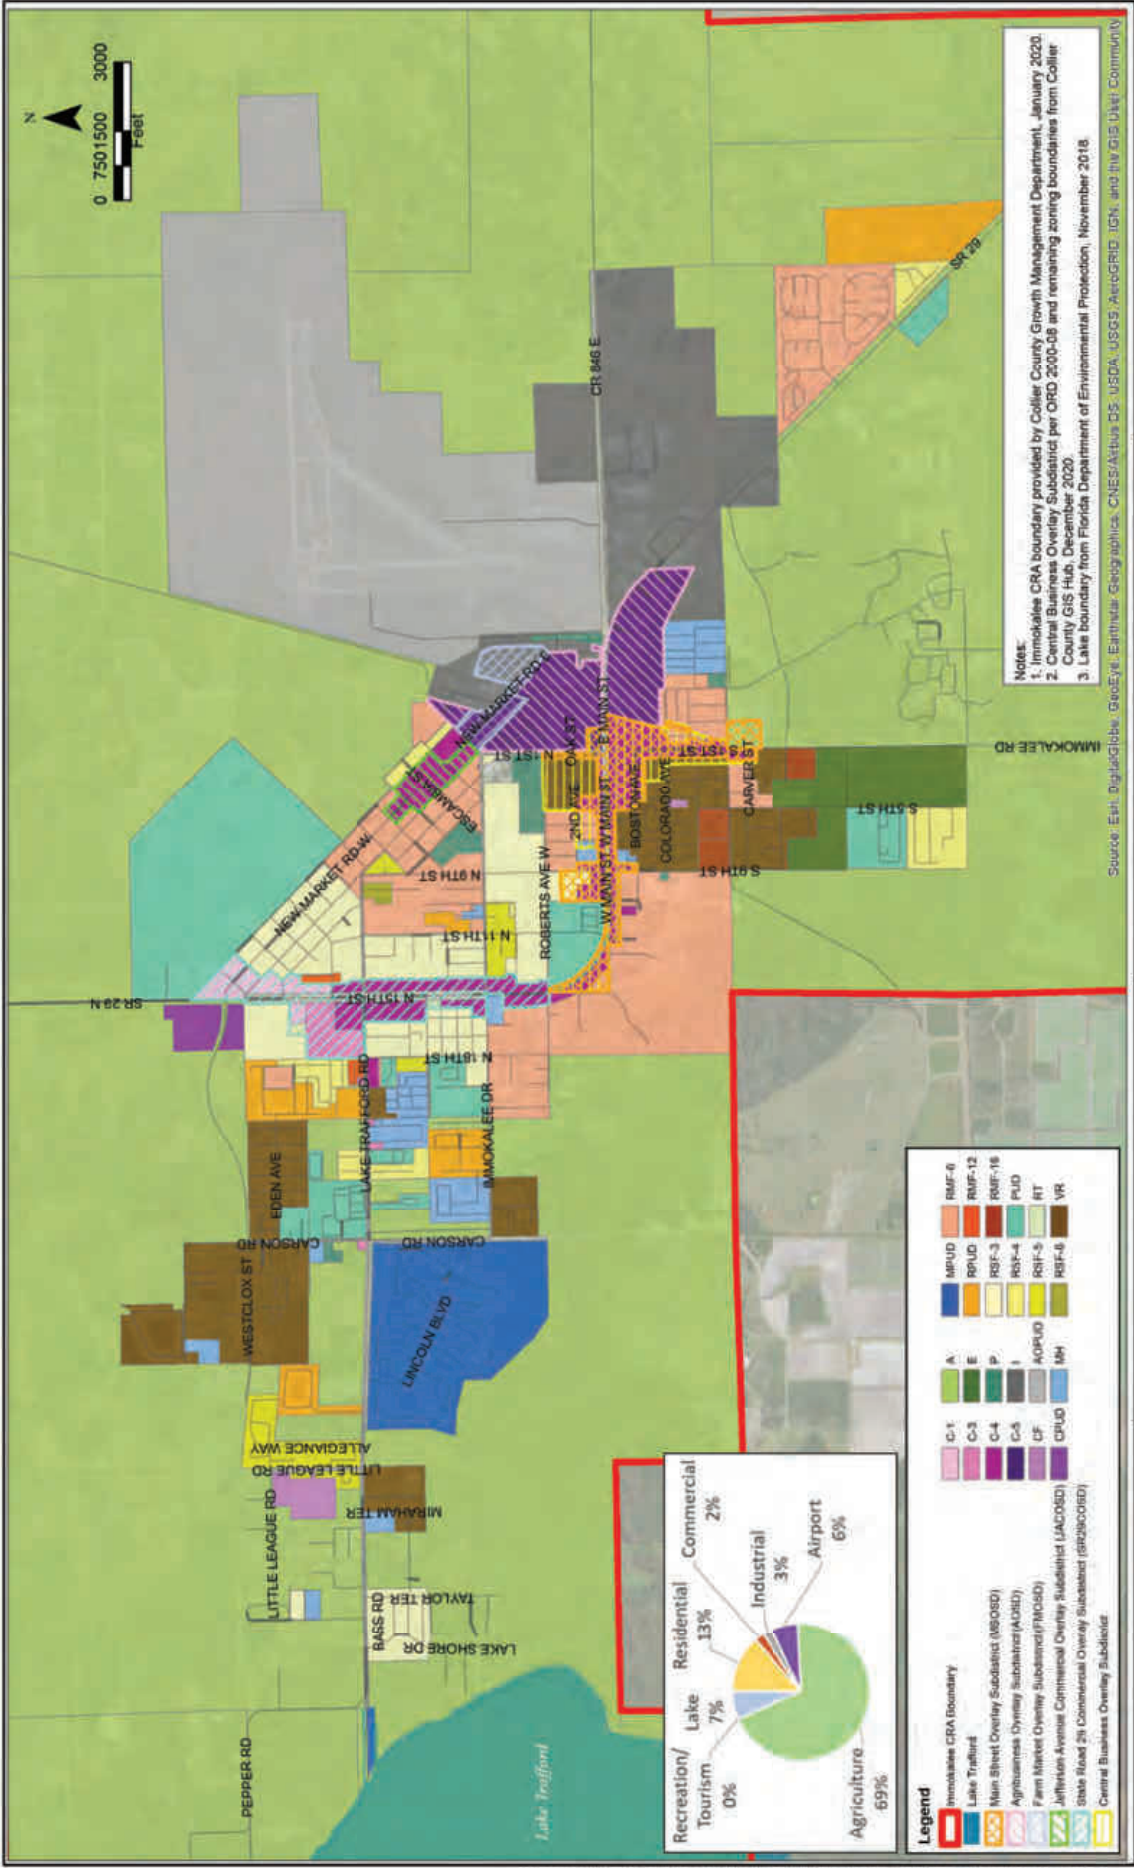 N
0 750 1500 3000
Feet
SR 29 N
CR 846 E
SR 29
NEW MARKET RD W
NEW MARKET RD E
ESCAMBIA ST
N 1ST ST
OAK ST
E MAIN ST
2ND AVE
W MAIN ST
W MAIN ST
BOSTON AVE
COLORADO AVE
S 1ST ST
CARVER ST
S 5TH ST
S 9TH ST
IMMOKALEE RD
N 9TH ST
N 11TH ST
ROBERTS AVE W
N 15TH ST
N 18TH ST
LAKE TRAFFORD RD
IMMOKALEE DR
EDEN AVE
CARSON RD
CARSON RD
WESTCLOX ST
LINCOLN BLVD
ALLEGIANCE WAY
LITTLE LEAGUE RD
LITTLE LEAGUE RD
MIRAHAM TER
TAYLOR TER
BASS RD
LAKE SHORE DR
PEPPER RD
Lake Trafford
Notes:
1. Immokalee CRA boundary provided by Collier County Growth Management Department, January 2020.
2. Central Business Overlay Subdistrict per ORD 2000-08 and remaining zoning boundaries from Collier
County GIS Hub, December 2020.
3. Lake boundary from Florida Department of Environmental Protection, November 2018.
Source: Esri, DigitalGlobe, GeoEye, Earthstar Geographics, CNES/Airbus DS, USDA, USGS, AeroGRID, IGN, and the GIS User Community
Recreation/
Tourism
0%
Lake
7%
Residential
13%
Commercial
2%
Industrial
3%
Airport
6%
Agriculture
69%
Legend
Immokalee CRA Boundary
Lake Trafford
Main Street Overlay Subdistrict (MSOSD)
Agribusiness Overlay Subdistrict (AOSD)
Farm Market Overlay Subdistrict (FMOSD)
Jefferson Avenue Commercial Overlay Subdistrict (JACOSD)
State Road 29 Commercial Overlay Subdistrict (SR29COSD)
Central Business Overlay Subdistrict
C-1
C-3
C-4
C-5
CF
CPUD
A
E
P
I
AOPUD
MH
MPUD
RPUD
RSF-3
RSF-4
RSF-5
RSF-6
RMF-6
RMF-12
RMF-16
PUD
RT
VR